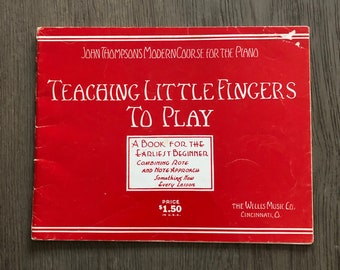 John Thompson's Modern Course for the Piano
Teaching Little Fingers
To Play
A Book for the
Earliest Beginner
Combining Rote
and Note Approach
Something New
Every Lesson
PRICE
$1.50
IN U.S.A.
The Willis Music Co.
Cincinnati, O.